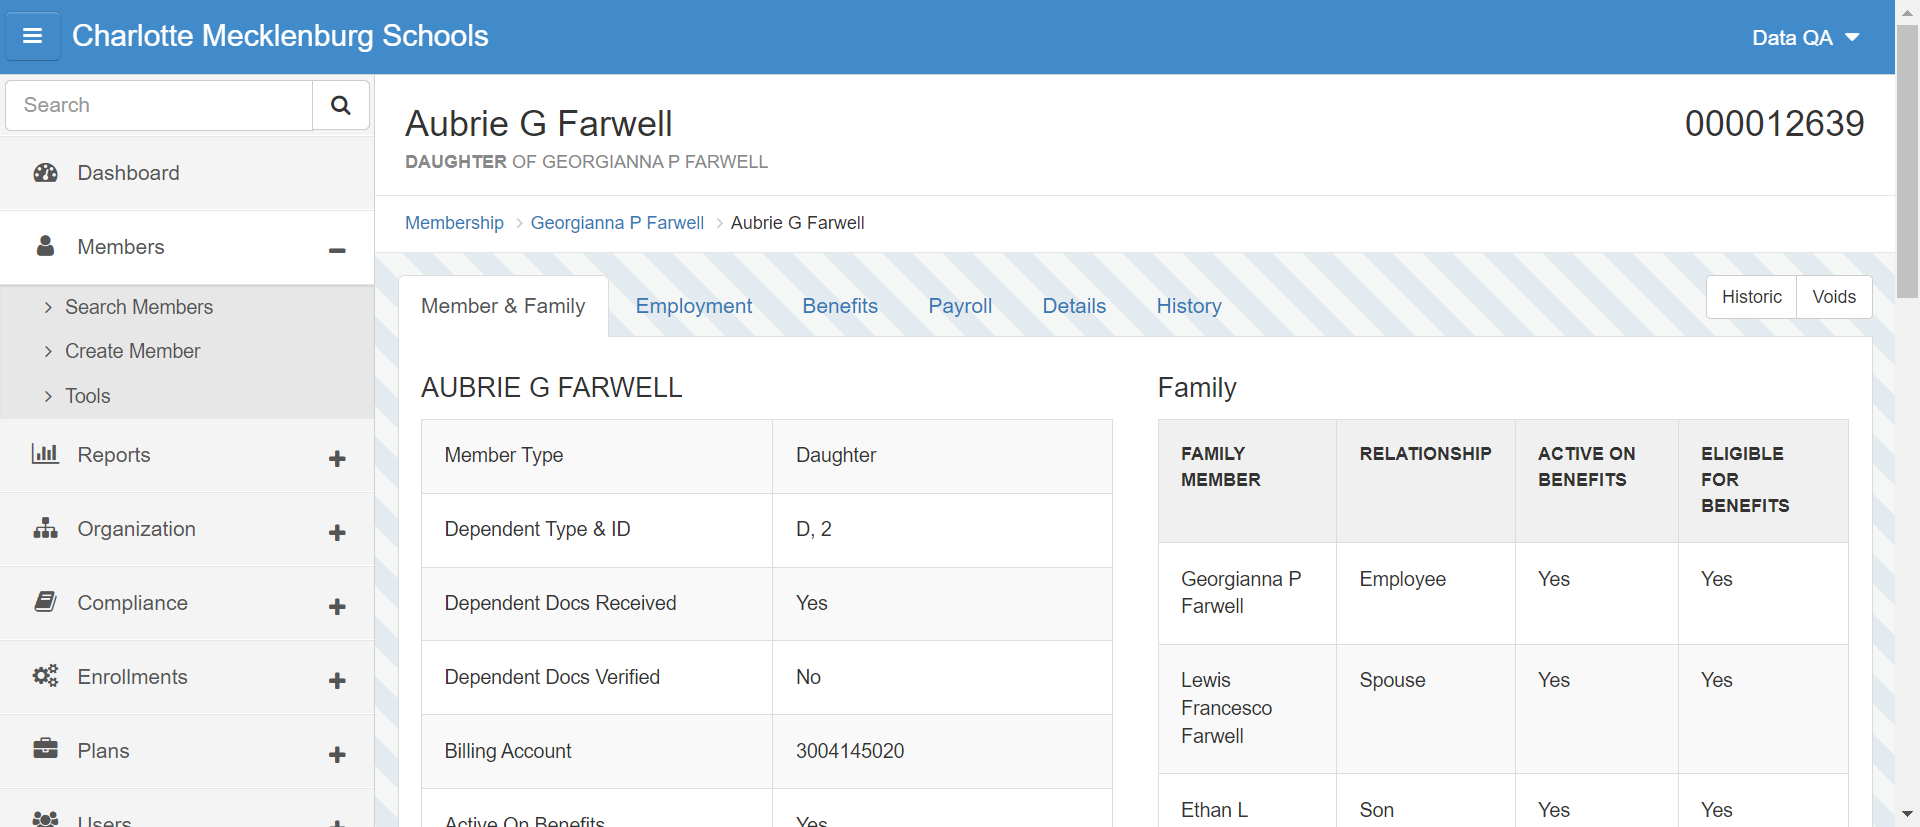 Charlotte Mecklenburg Schools
Data QA
Search
Dashboard
Members
Search Members
Create Member
Tools
Reports
Organization
Compliance
Enrollments
Plans
Users
Aubrie G Farwell
000012639
DAUGHTER OF GEORGIANNA P FARWELL
Membership > Georgianna P Farwell > Aubrie G Farwell
Member & Family
Employment
Benefits
Payroll
Details
History
Historic
Voids
AUBRIE G FARWELL
Member Type Daughter
Dependent Type & ID D, 2
Dependent Docs Received Yes
Dependent Docs Verified No
Billing Account 3004145020
Active On Benefits Yes
Family
FAMILY MEMBER RELATIONSHIP ACTIVE ON BENEFITS ELIGIBLE FOR BENEFITS
Georgianna P Farwell Employee Yes Yes
Lewis Francesco Farwell Spouse Yes Yes
Ethan L Son Yes Yes